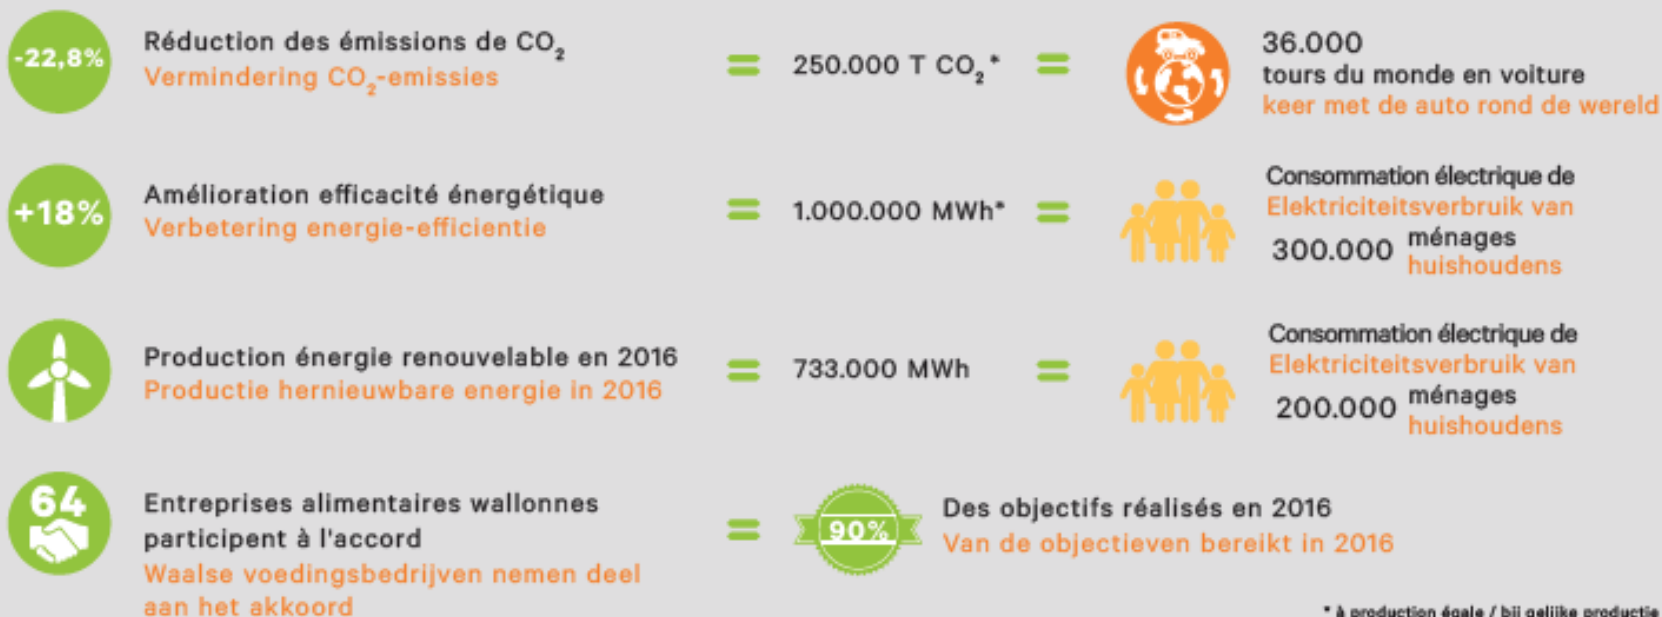 -22,8%
Réduction des émissions de CO₂
Vermindering CO₂-emissies
= 250.000 T CO₂* =
36.000
tours du monde en voiture
keer met de auto rond de wereld
+18%
Amélioration efficacité énergétique
Verbetering energie-efficientie
= 1.000.000 MWh* =
Consommation électrique de
Elektriciteitsverbruik van
300.000 ménages
huishoudens
Production énergie renouvelable en 2016
Productie hernieuwbare energie in 2016
= 733.000 MWh =
Consommation électrique de
Elektriciteitsverbruik van
200.000 ménages
huishoudens
64
Entreprises alimentaires wallonnes
participent à l'accord
Waalse voedingsbedrijven nemen deel
aan het akkoord
=
90%
Des objectifs réalisés en 2016
Van de objectieven bereikt in 2016
* à production égale / bij gelijke productie